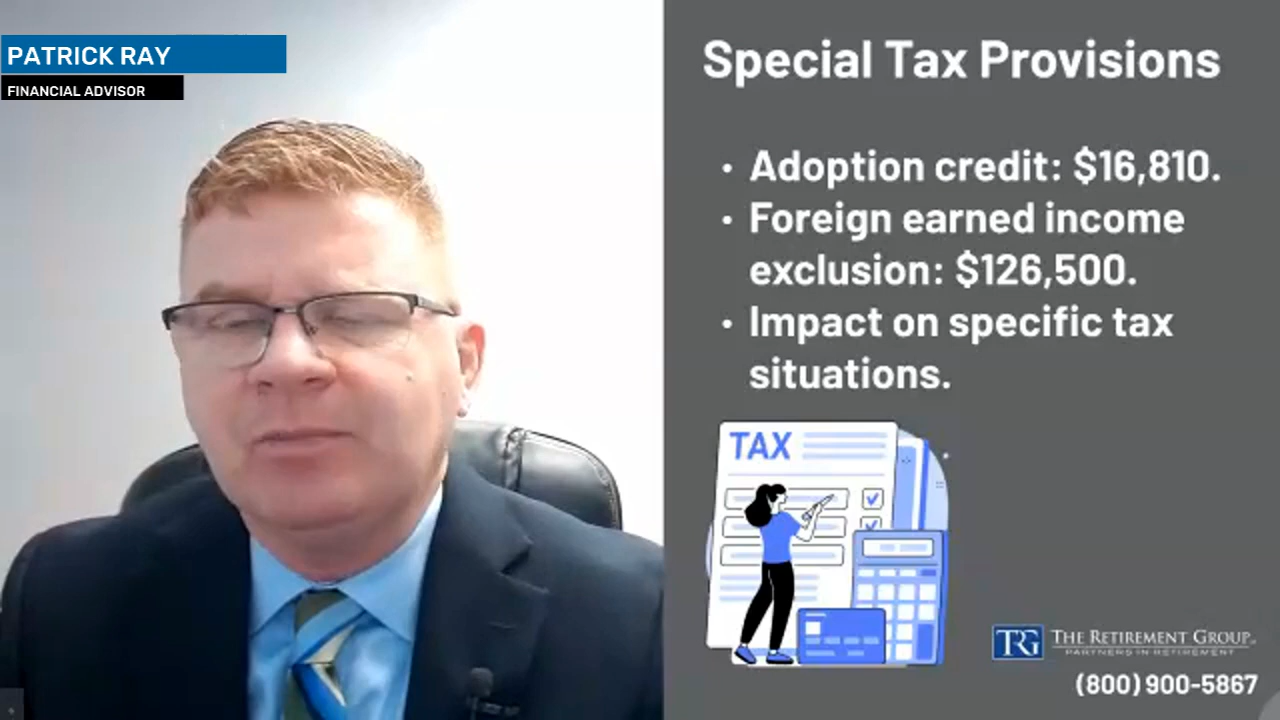 PATRICK RAY
FINANCIAL ADVISOR
Special Tax Provisions
• Adoption credit: $16,810.
• Foreign earned income
exclusion: $126,500.
• Impact on specific tax
situations.
TAX
TRG THE RETIREMENT GROUP
PARTNERS IN RETIREMENT
(800) 900-5867